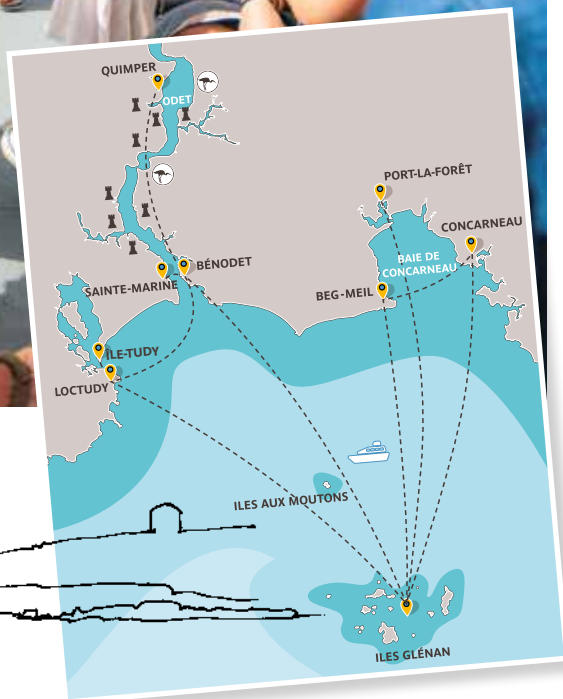 QUIMPER
ODET
PORT-LA-FORÊT
CONCARNEAU
BAIE DE
CONCARNEAU
BÉNODET
SAINTE-MARINE
BEG-MEIL
ÎLE-TUDY
LOCTUDY
ILES AUX MOUTONS
ILES GLÉNAN